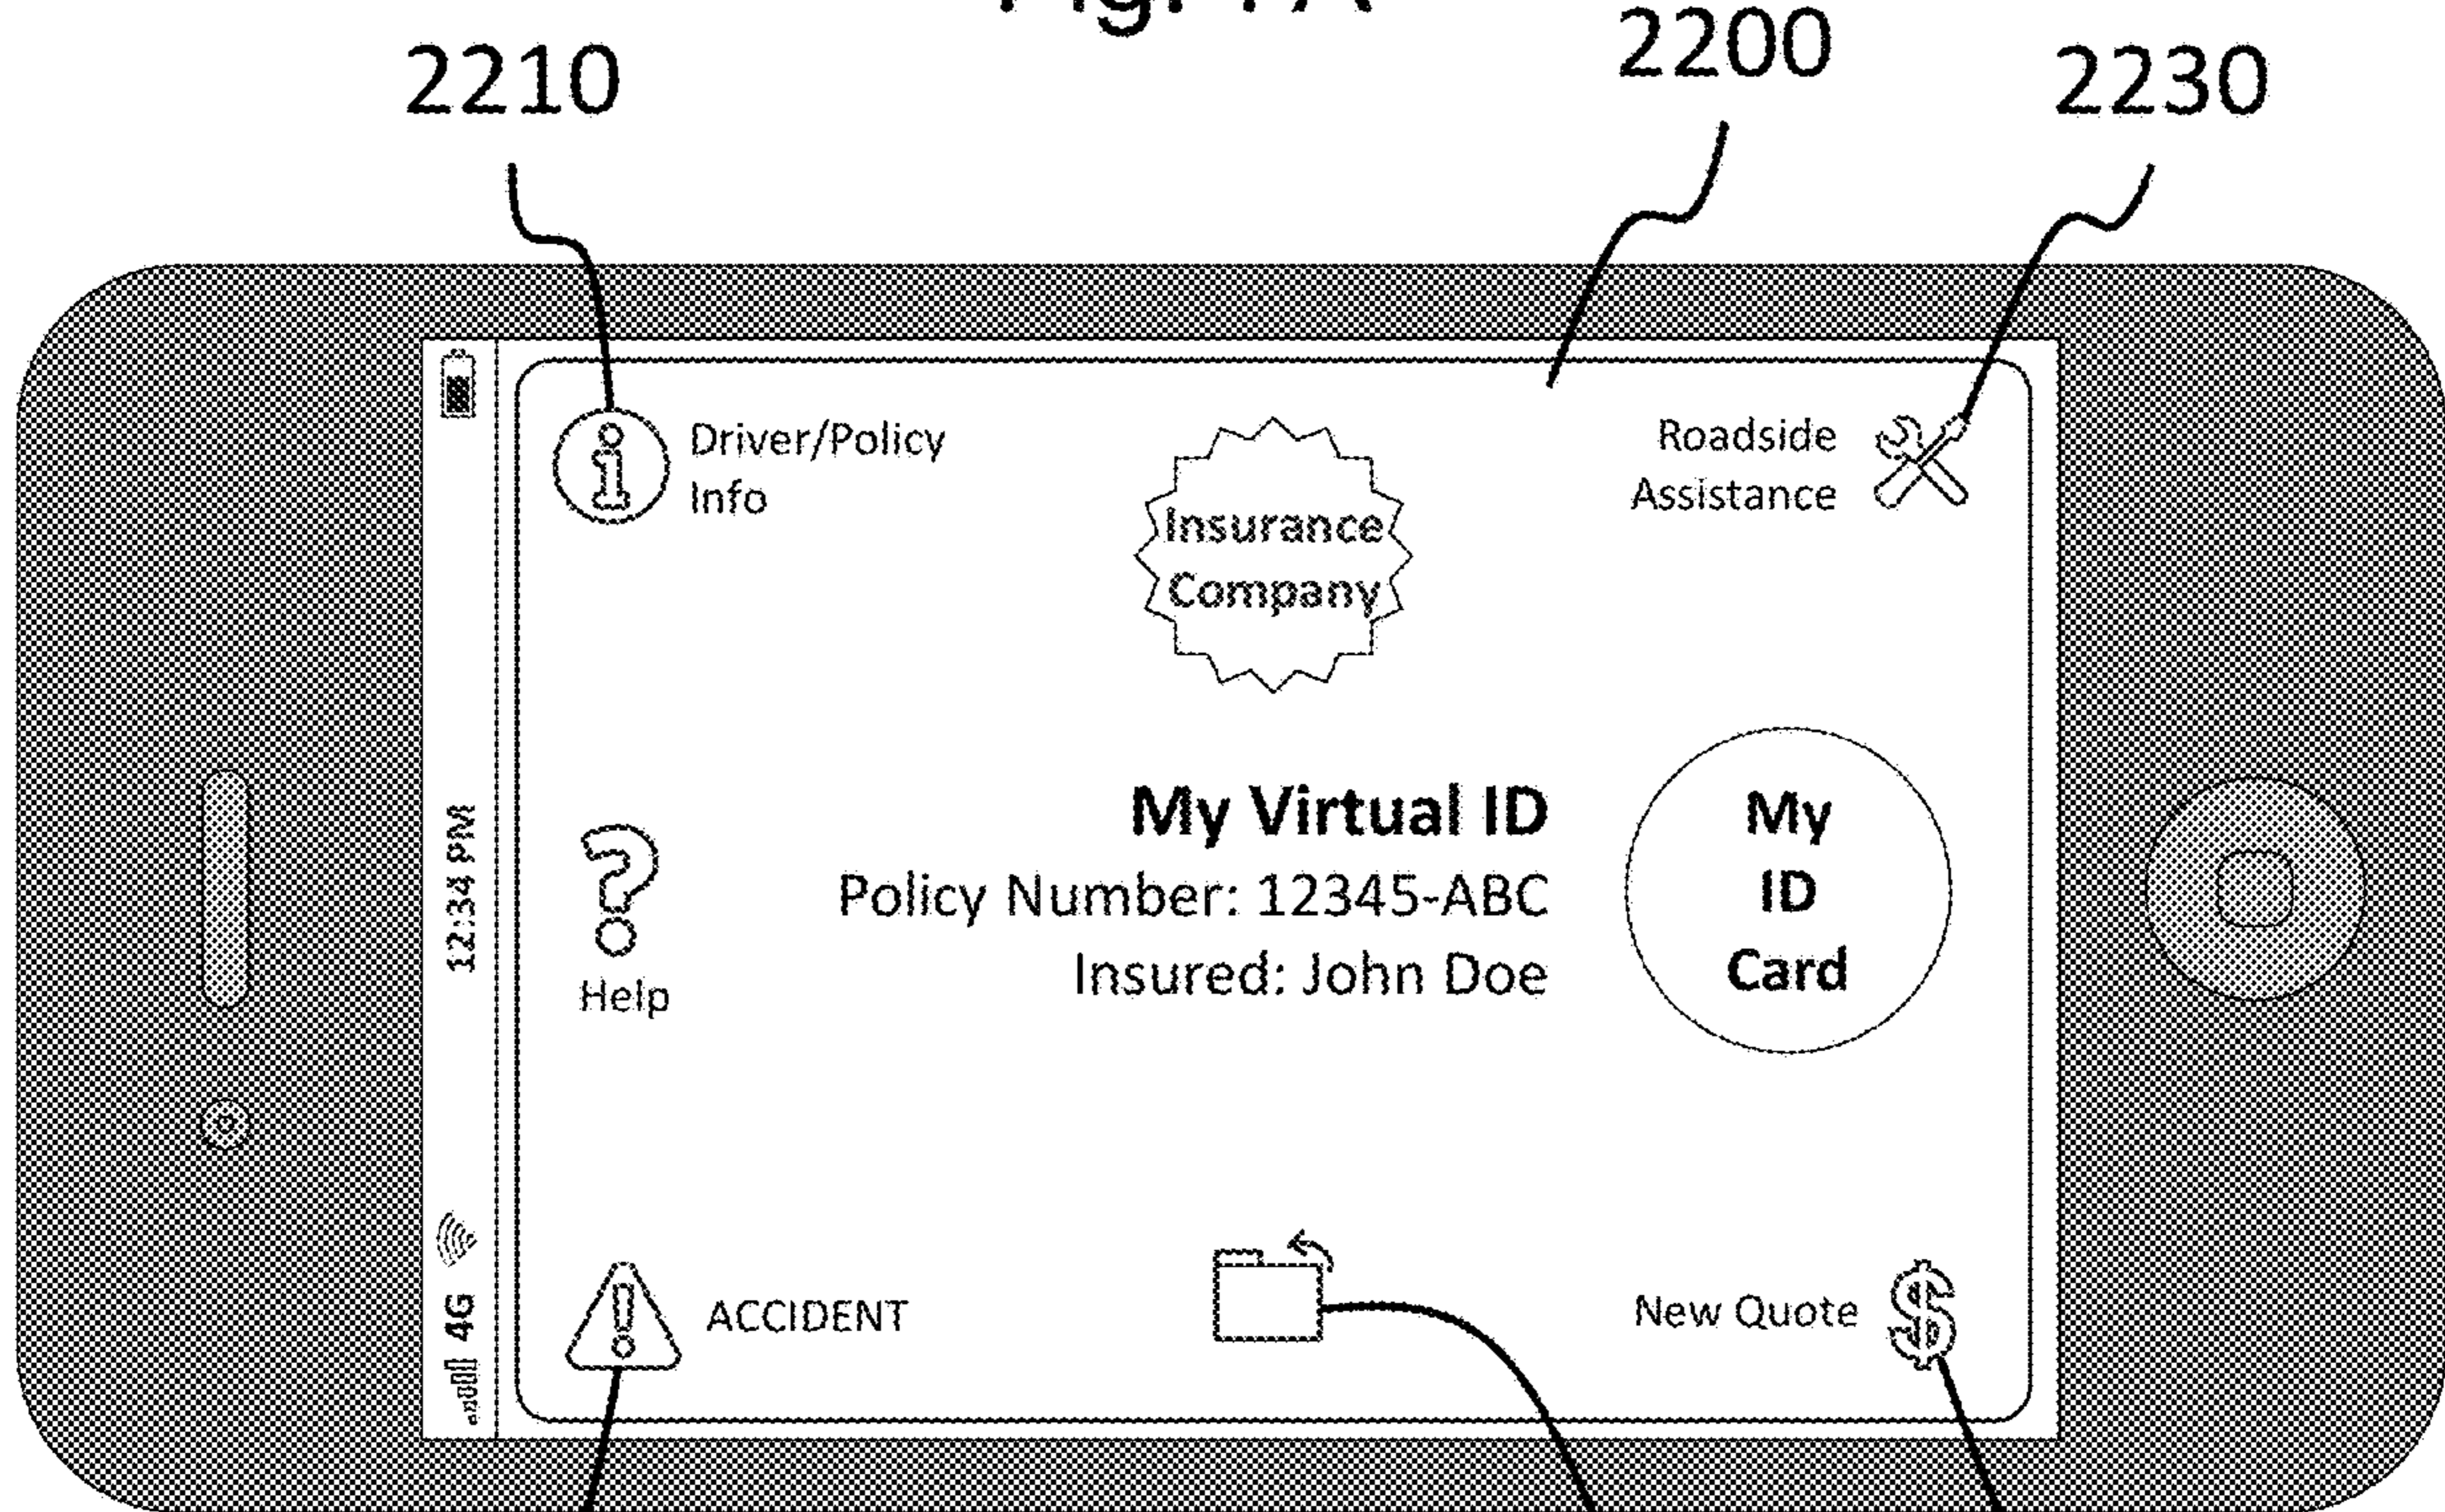 2210
2200
2230
Driver/Policy
Info
Insurance
Company
Roadside
Assistance
12:34 PM
4G
My Virtual ID
Policy Number: 12345-ABC
Insured: John Doe
My
ID
Card
Help
ACCIDENT
New Quote